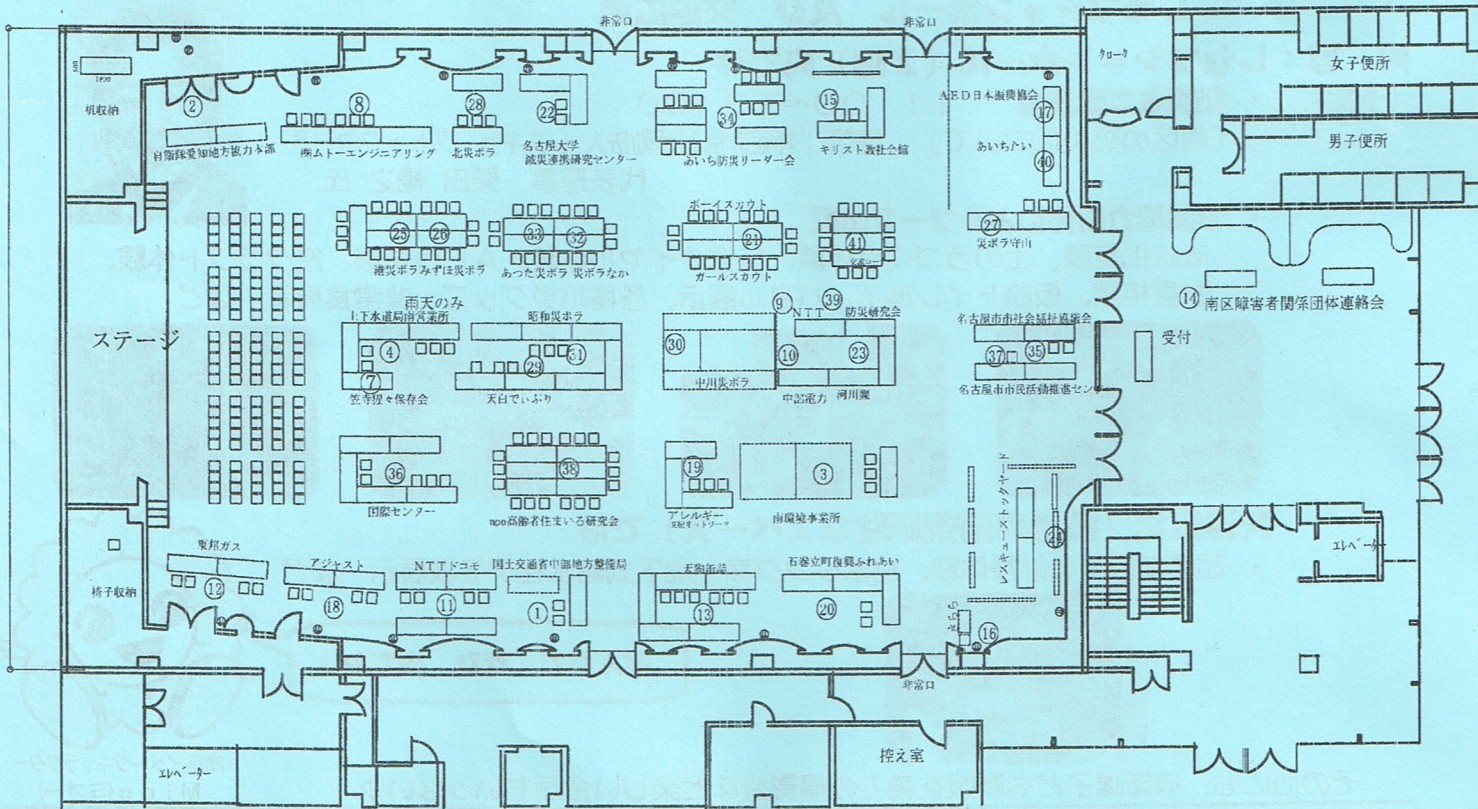 非常口
非常口
机収納
②
自衛隊愛知地方協力本部
⑧
㈱ムトーエンジニアリング
㉘
北災ボラ
㉒
名古屋大学
減災連携研究センター
㉞
あいち防災リーダー会
⑮
キリスト教社会館
AED日本振興協会
⑰
あいちたい
㊵
クローク
女子便所
男子便所
㉕
㉖
港災ボラみずほ災ボラ
㉝
㉜
あつた災ボラ 災ボラなか
ボーイスカウト
㉑
ガールスカウト
㊶
㉗
災ボラ守山
⑭
南区障害者関係団体連絡会
ステージ
雨天のみ
上下水道局南営業所
④
⑦
笠寺猩々保存会
昭和災ボラ
㉙
㉛
天白でぃぶり
㉚
中川災ボラ
⑨
NTT
㊴
防災研究会
⑩
㉓
中部電力
河川懇
名古屋市市社会福祉協議会
㊲
㉟
名古屋市市民活動推進センタ
受付
㊱
国際センター
㊳
npo高齢者住まいる研究会
⑲
アレルギー
支援ネットワーク
③
南環境事業所
レスキューストックヤード
㉔
エレベーター
椅子収納
東邦ガス
⑫
アジャスト
⑱
NTTドコモ
⑪
国土交通省中部地方整備局
①
天狗缶詰
⑬
石巻立町復興ふれあい
⑳
⑯
非常口
控え室
エレベーター